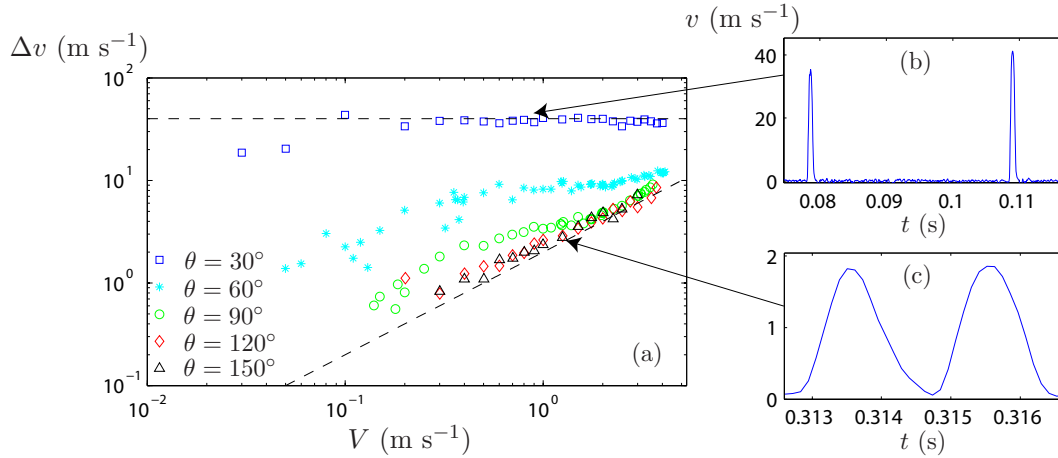 Δv (m s⁻¹)
10²
10¹
10⁰
10⁻¹
10⁻²
10⁻¹
10⁰
V (m s⁻¹)
θ = 30°
θ = 60°
θ = 90°
θ = 120°
θ = 150°
(a)
v (m s⁻¹)
40
20
0
(b)
0.08
0.09
0.1
0.11
t (s)
2
1
0
(c)
0.313
0.314
0.315
0.316
t (s)